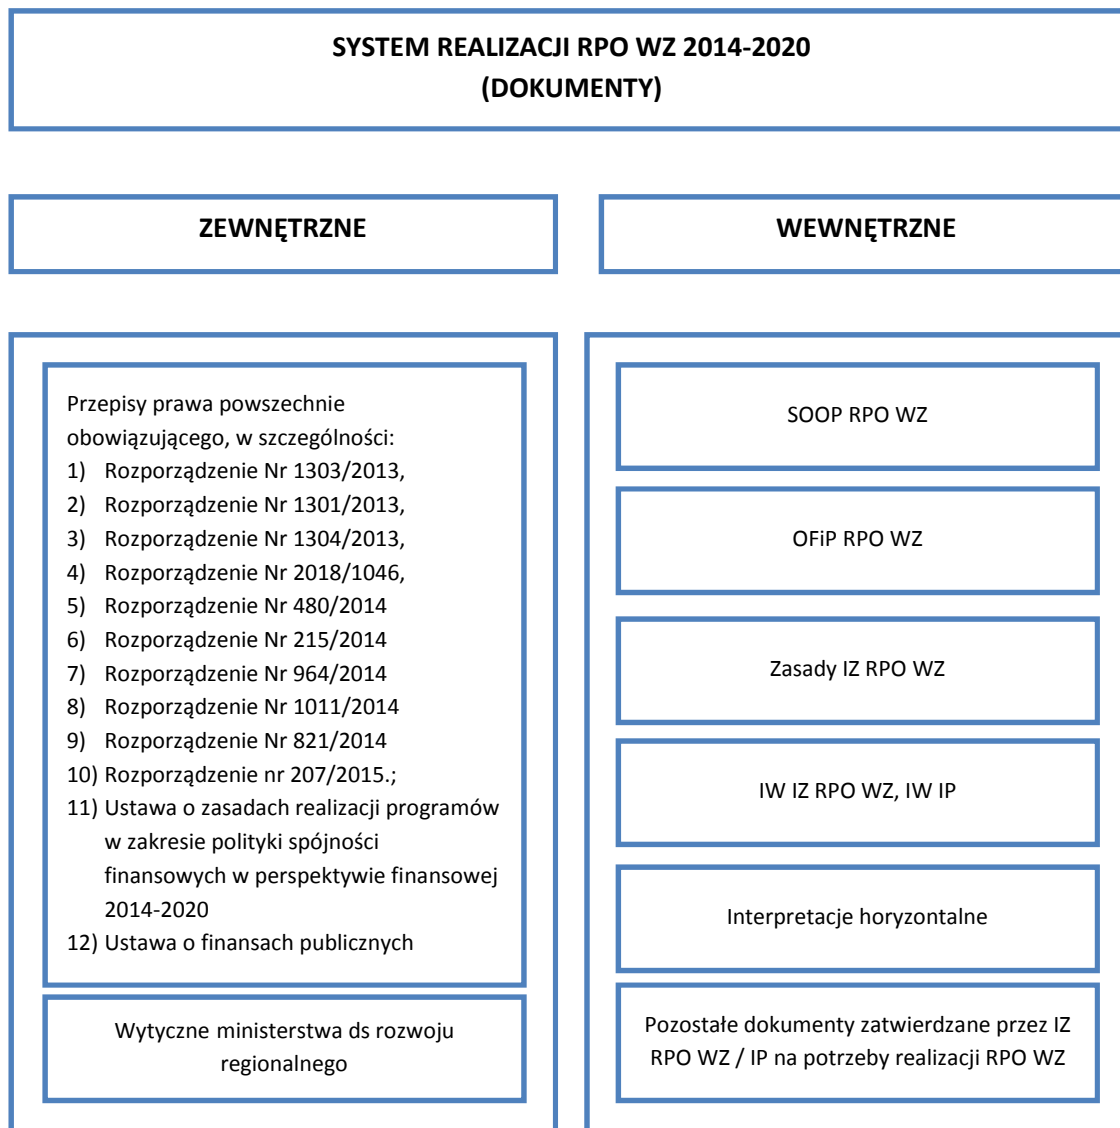 SYSTEM REALIZACJI RPO WZ 2014-2020
(DOKUMENTY)
ZEWNĘTRZNE
WEWNĘTRZNE
Przepisy prawa powszechnie
obowiązującego, w szczególności:
1) Rozporządzenie Nr 1303/2013,
2) Rozporządzenie Nr 1301/2013,
3) Rozporządzenie Nr 1304/2013,
4) Rozporządzenie Nr 2018/1046,
5) Rozporządzenie Nr 480/2014
6) Rozporządzenie Nr 215/2014
7) Rozporządzenie Nr 964/2014
8) Rozporządzenie Nr 1011/2014
9) Rozporządzenie Nr 821/2014
10) Rozporządzenie nr 207/2015.;
11) Ustawa o zasadach realizacji programów
w zakresie polityki spójności
finansowych w perspektywie finansowej
2014-2020
12) Ustawa o finansach publicznych
Wytyczne ministerstwa ds rozwoju
regionalnego
SOOP RPO WZ
OFiP RPO WZ
Zasady IZ RPO WZ
IW IZ RPO WZ, IW IP
Interpretacje horyzontalne
Pozostałe dokumenty zatwierdzane przez IZ
RPO WZ / IP na potrzeby realizacji RPO WZ